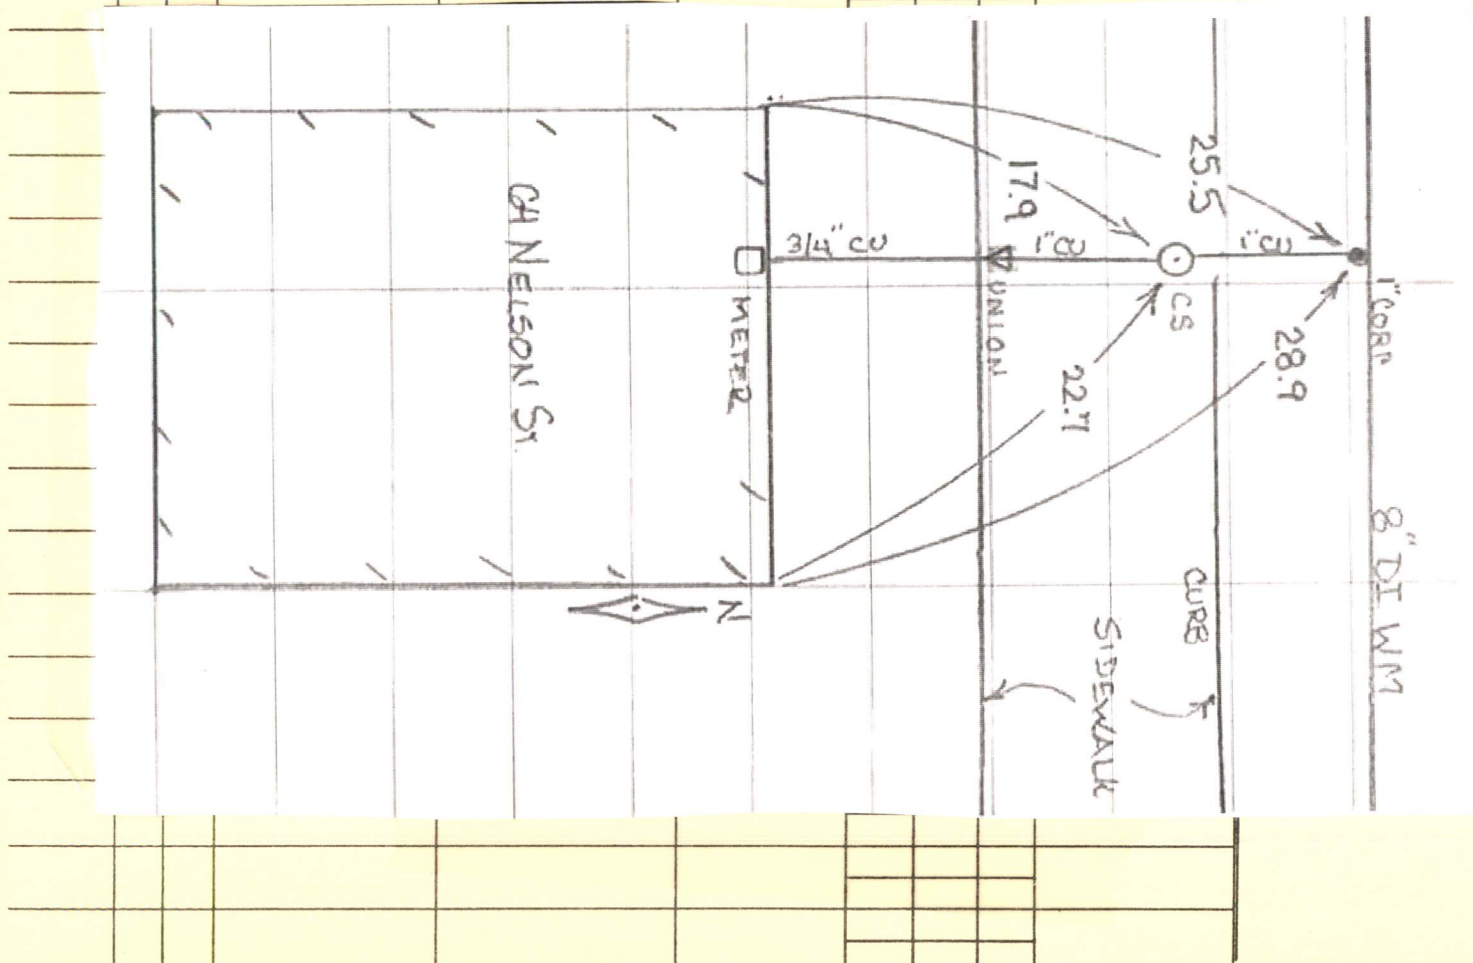 8" DI WM
1" CORP
CURB
SIDEWALK
25.5
28.9
1" CU
CS
17.9
22.7
1" CU
UNION
3/4" CU
METER
NELSON ST.
N